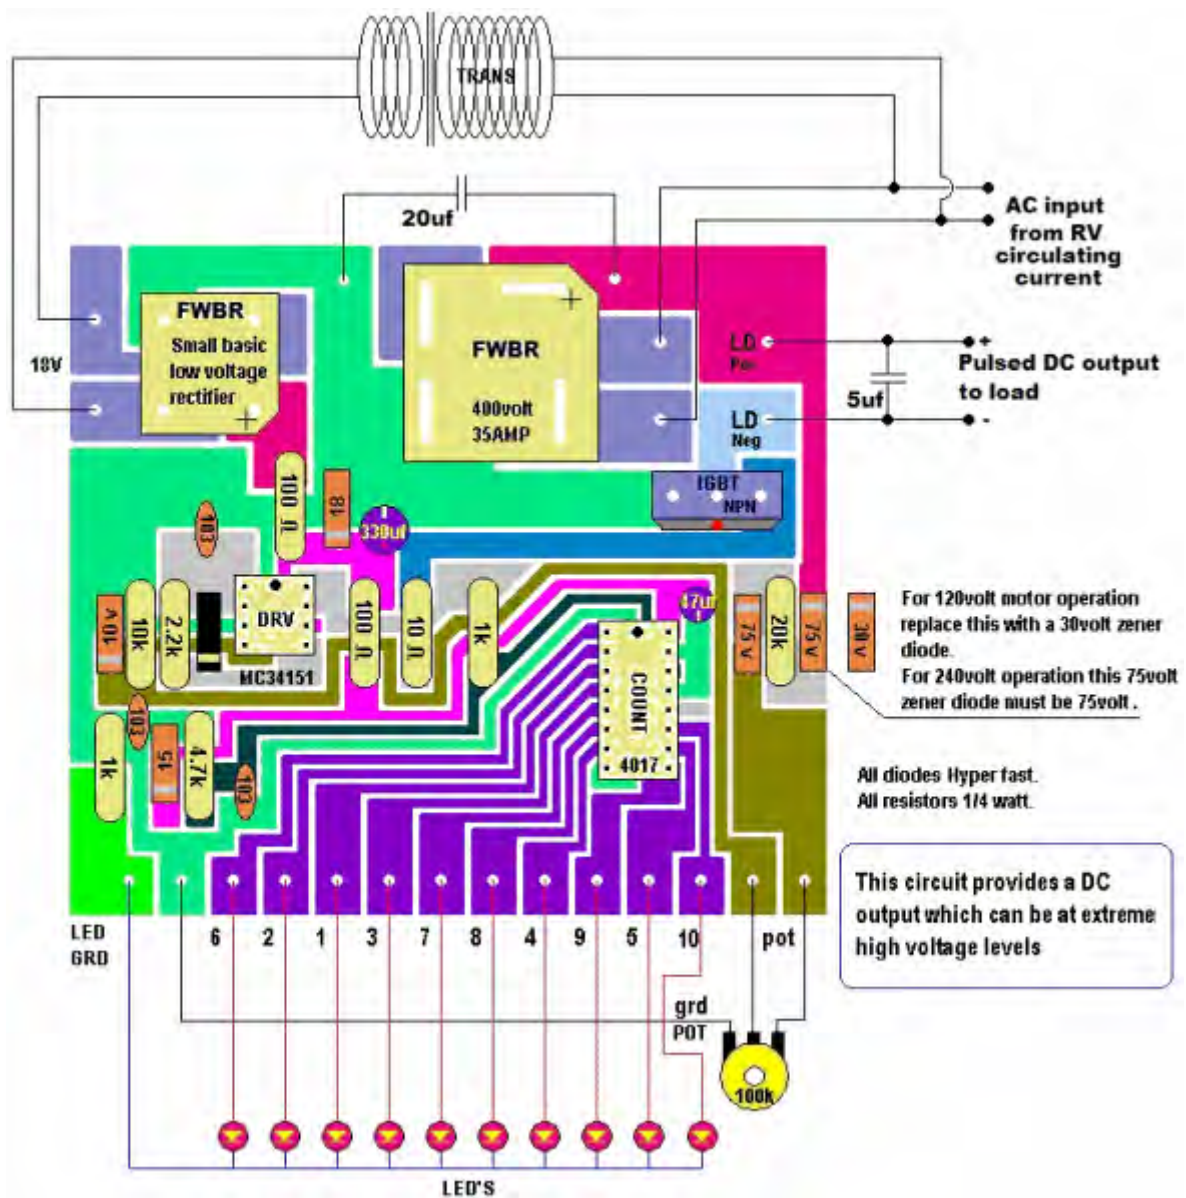 TRANS
20uf
AC input
from RV
circulating
current
FWBR
Small basic
low voltage
rectifier
18V
FWBR
400volt
35AMP
LD
Pos
LD
Neg
+
Pulsed DC output
to load
-
5uf
IGBT
NPN
103
100 Л
18
330uf
10v
10k
2.2k
DRV
MC34151
100 Л
10 Л
1k
47uf
75 v
20k
75 v
30v
For 120volt motor operation
replace this with a 30volt zener
diode.
For 240volt operation this 75volt
zener diode must be 75volt .
COUNT
4017
103
1k
15
4.7k
103
All diodes Hyper fast.
All resistors 1/4 watt.
This circuit provides a DC
output which can be at extreme
high voltage levels
LED
GRD
6 2 1 3 7 8 4 9 5 10 pot
grd
POT
100k
LED'S